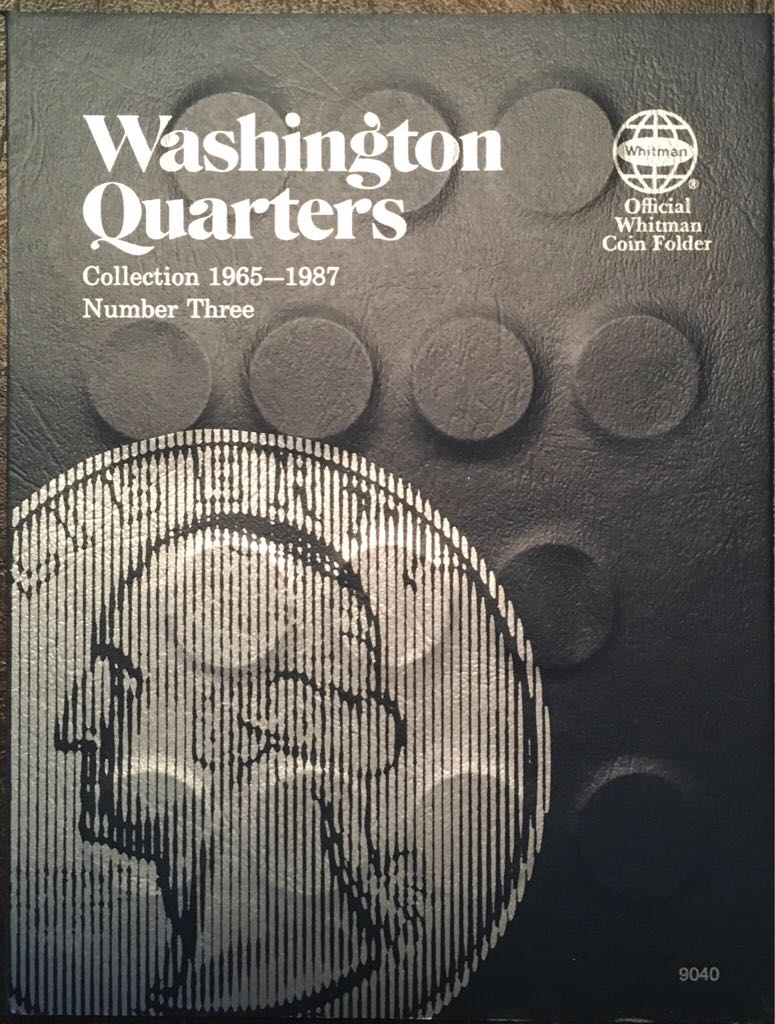 Washington
Quarters
Collection 1965—1987
Number Three
Whitman
®
Official
Whitman
Coin Folder
9040